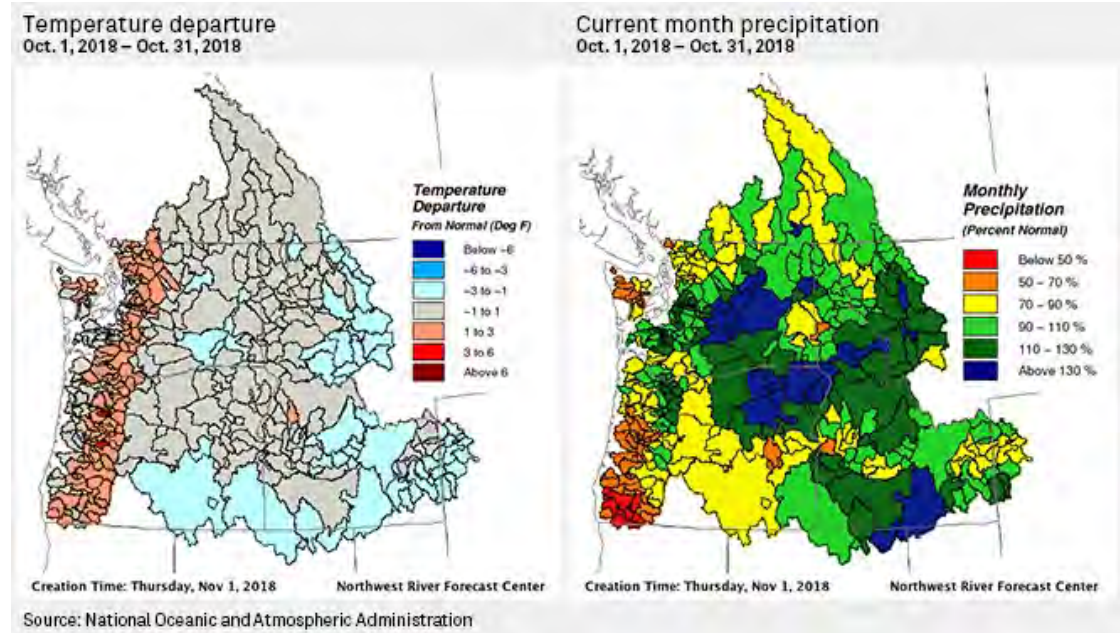 Temperature departure
Oct. 1, 2018 – Oct. 31, 2018
Temperature
Departure
From Normal (Deg F)
Below -6
-6 to -3
-3 to -1
-1 to 1
1 to 3
3 to 6
Above 6
Creation Time: Thursday, Nov 1, 2018
Northwest River Forecast Center
Current month precipitation
Oct. 1, 2018 – Oct. 31, 2018
Monthly
Precipitation
(Percent Normal)
Below 50 %
50 - 70 %
70 - 90 %
90 - 110 %
110 - 130 %
Above 130 %
Creation Time: Thursday, Nov 1, 2018
Northwest River Forecast Center
Source: National Oceanic and Atmospheric Administration